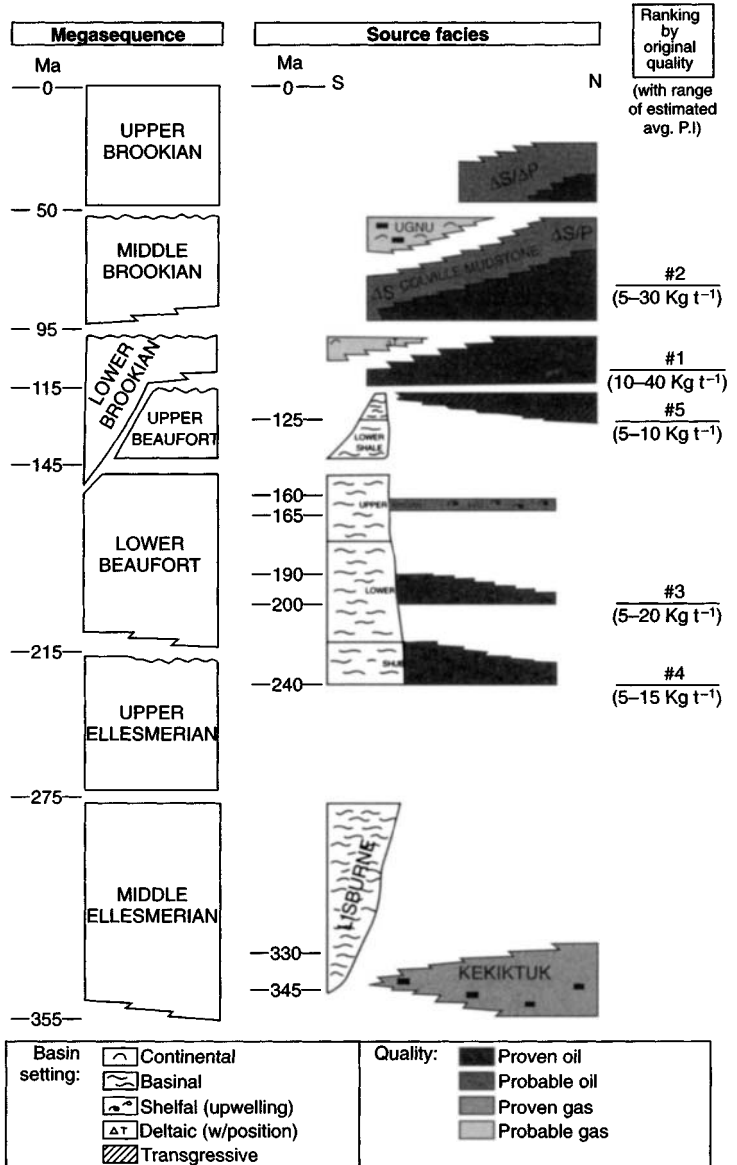 Megasequence
Source facies
Ranking
by
original
quality
(with range
of estimated
avg. P.I)
Ma
0
50
95
115
145
215
275
355
UPPER
BROOKIAN
MIDDLE
BROOKIAN
LOWER
BROOKIAN
UPPER
BEAUFORT
LOWER
BEAUFORT
UPPER
ELLESMERIAN
MIDDLE
ELLESMERIAN
Ma
0
S
N
125
160
165
190
200
240
330
345
ΔS/ΔP
UGNU
ΔS/P
ΔS COLVILLE MUDSTONE
LOWER
SHALE
UPPER
LOWER
SHUB
LISBURNE
KEKIKTUK
#2
(5–30 Kg t⁻¹)
#1
(10–40 Kg t⁻¹)
#5
(5–10 Kg t⁻¹)
#3
(5–20 Kg t⁻¹)
#4
(5–15 Kg t⁻¹)
Basin
setting:
Continental
Basinal
Shelfal (upwelling)
ΔT Deltaic (w/position)
Transgressive
Quality:
Proven oil
Probable oil
Proven gas
Probable gas